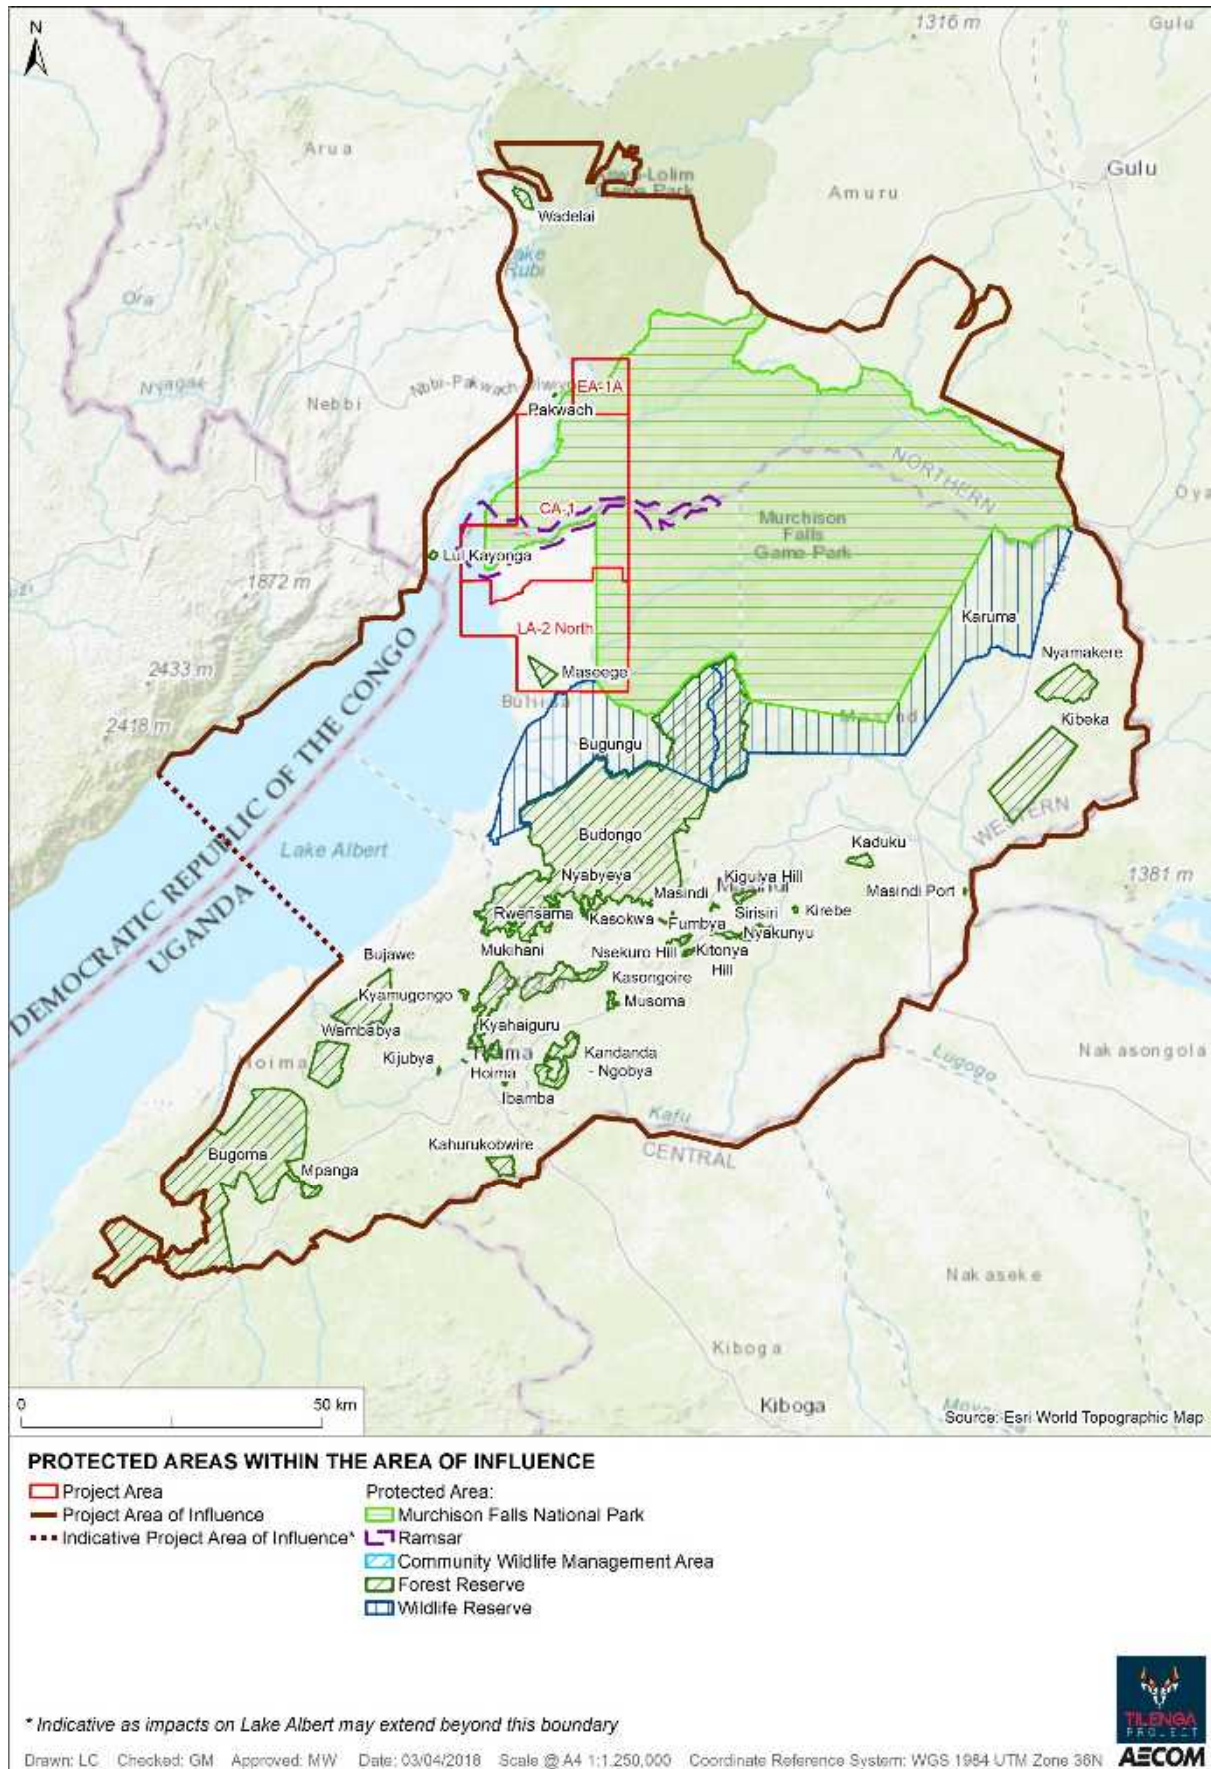 N
1316 m
Gulu
Arua
Gulu
Game Park
Amuru
Wadelai
Lake
Rubi
Ora
Nyagak
Nebbi
EA-1A
Pakwach
NORTHERN
CA-1
Murchison
Falls
Game Park
Lui Kayonga
1872 m
Karuma
LA-2 North
Nyamakere
2433 m
Maseege
Kibeka
2418 m
Bugungu
WESTERN
DEMOCRATIC REPUBLIC OF THE CONGO
UGANDA
Lake Albert
Budongo
Kaduku
Nyabyeya
Kigulya Hill
Masindi
Masindi Port
1381 m
Rwensama
Kasokwa
Fumbya
Sirisiri
Kirebe
Nyakunyu
Bujawe
Mukihani
Nsekuro Hill
Kitonya
Hill
Kasongoire
Kyamugongo
Musoma
Wambabya
Kyahaiguru
Hoima
Kijubya
Hoima
Kandanda
- Ngobya
Ibamba
Lugogo
Nakasongola
Kafu
CENTRAL
Bugoma
Kahurukobwire
Mpanga
Nakaseke
Kiboga
Kiboga
0
50 km
Source: Esri World Topographic Map
PROTECTED AREAS WITHIN THE AREA OF INFLUENCE
Project Area
Project Area of Influence
Indicative Project Area of Influence*
Protected Area:
Murchison Falls National Park
Ramsar
Community Wildlife Management Area
Forest Reserve
Wildlife Reserve
* Indicative as impacts on Lake Albert may extend beyond this boundary
TILENGA
PROJECT
AECOM
Drawn: LC Checked: GM Approved: MW Date: 03/04/2018 Scale @ A4 1:1,250,000 Coordinate Reference System: WGS 1984 UTM Zone 36N